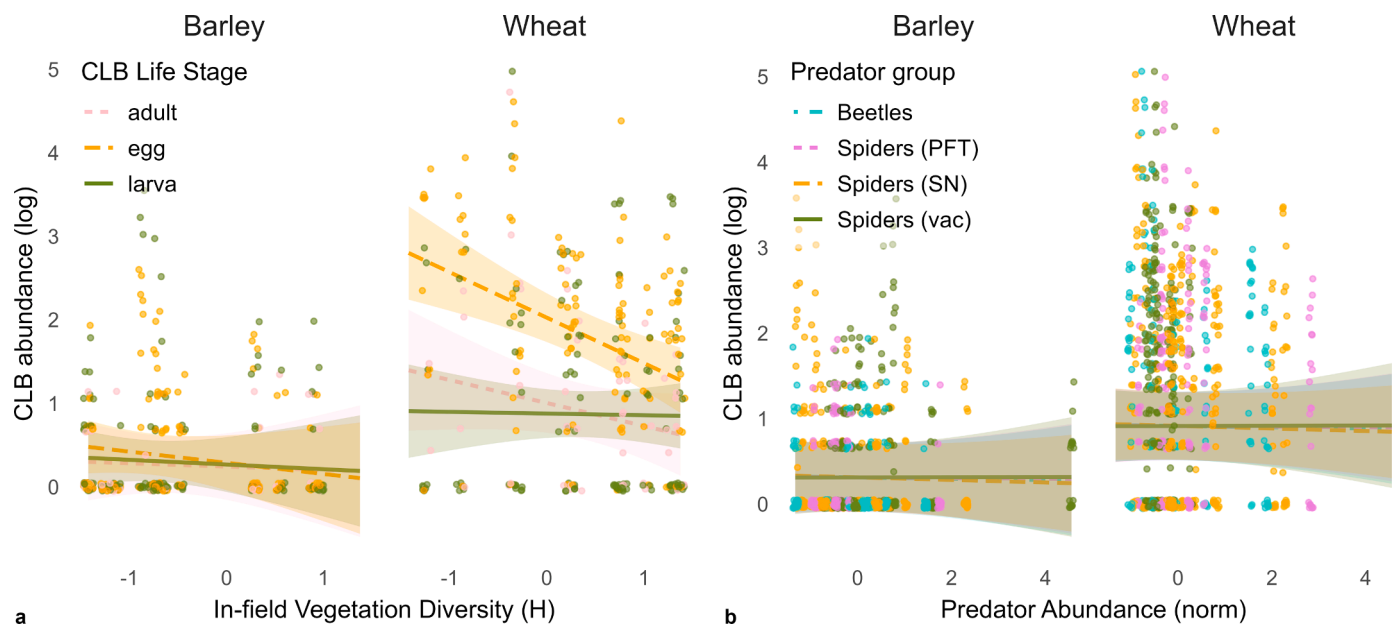 Barley
Wheat
CLB Life Stage
adult
egg
larva
CLB abundance (log)
5
4
3
2
1
0
-1
0
1
-1
0
1
In-field Vegetation Diversity (H)
a
Barley
Wheat
Predator group
Beetles
Spiders (PFT)
Spiders (SN)
Spiders (vac)
CLB abundance (log)
5
4
3
2
1
0
0
2
4
0
2
4
Predator Abundance (norm)
b